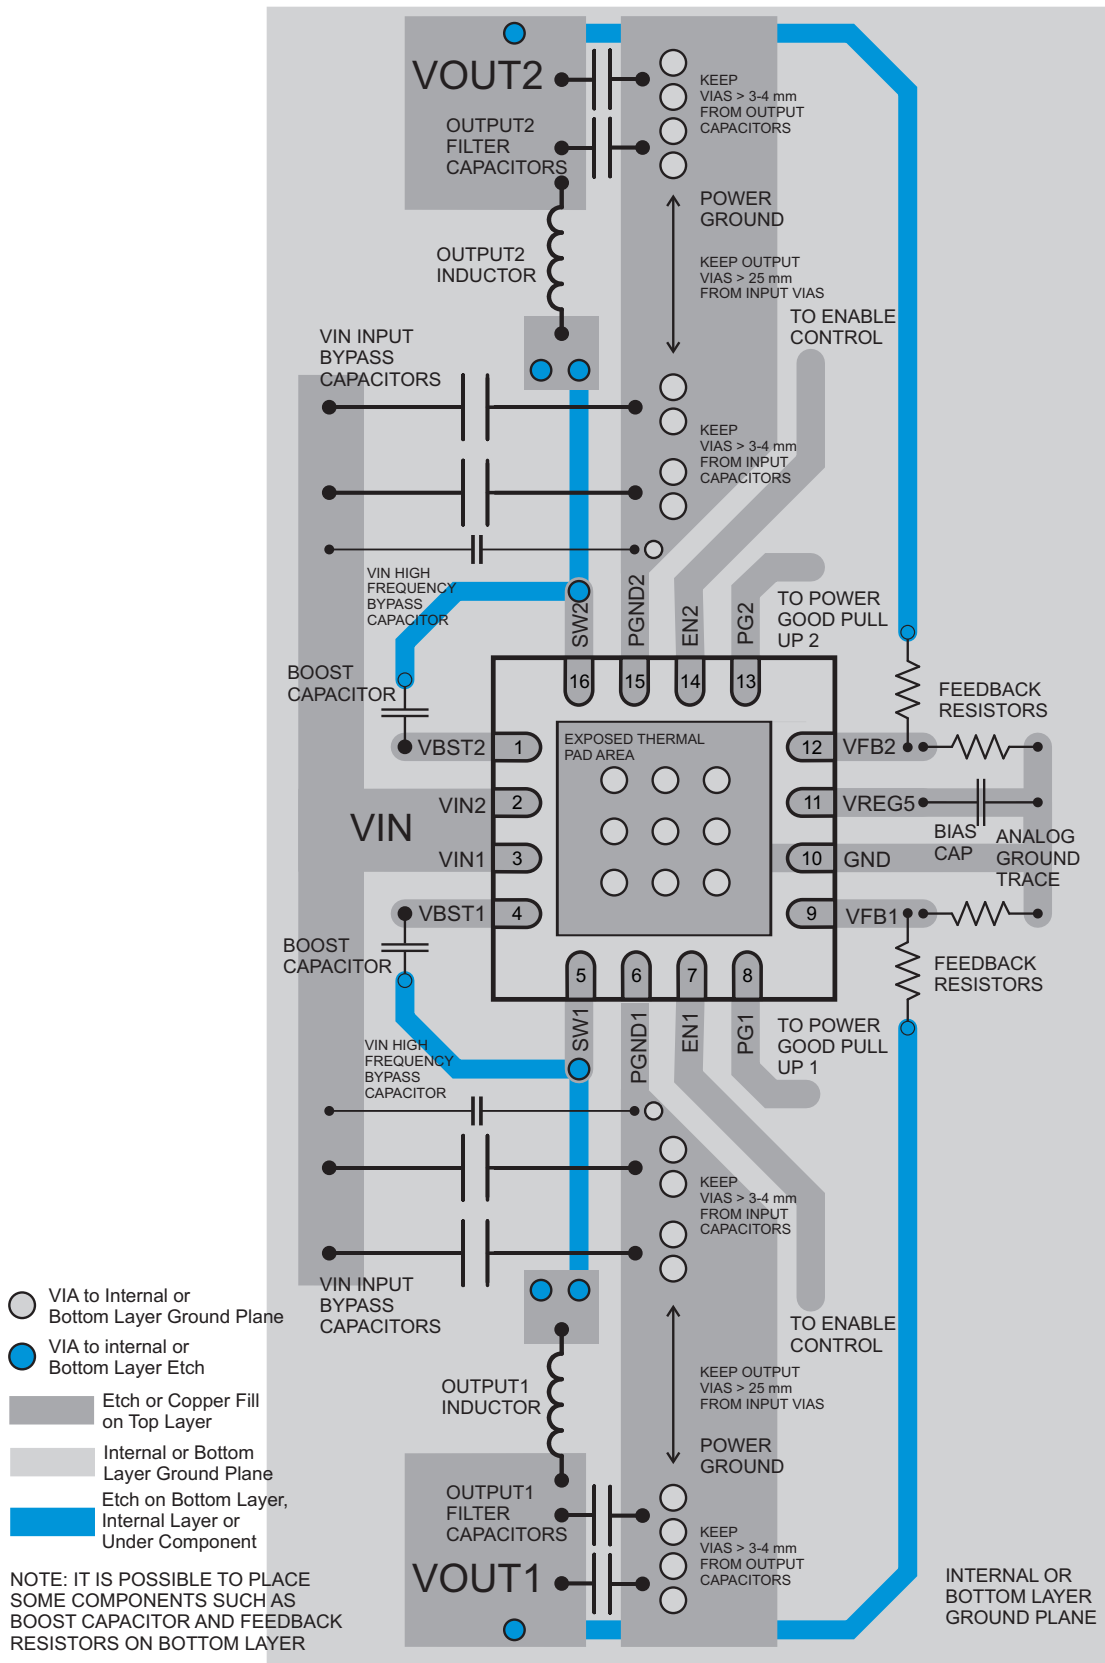 VOUT2
KEEP
VIAS > 3-4 mm
FROM OUTPUT
CAPACITORS
OUTPUT2
FILTER
CAPACITORS
POWER
GROUND
OUTPUT2
INDUCTOR
KEEP OUTPUT
VIAS > 25 mm
FROM INPUT VIAS
TO ENABLE
CONTROL
VIN INPUT
BYPASS
CAPACITORS
KEEP
VIAS > 3-4 mm
FROM INPUT
CAPACITORS
VIN HIGH
FREQUENCY
BYPASS
CAPACITOR
SW2
PGND2
EN2
PG2
TO POWER
GOOD PULL
UP 2
BOOST
CAPACITOR
16
15
14
13
FEEDBACK
RESISTORS
VBST2
1
EXPOSED THERMAL
PAD AREA
12
VFB2
VIN2
2
11
VREG5
VIN
BIAS
CAP
ANALOG
GROUND
TRACE
VIN1
3
10
GND
VBST1
4
9
VFB1
BOOST
CAPACITOR
5
6
7
8
FEEDBACK
RESISTORS
SW1
PGND1
EN1
PG1
TO POWER
GOOD PULL
UP 1
VIN HIGH
FREQUENCY
BYPASS
CAPACITOR
KEEP
VIAS > 3-4 mm
FROM INPUT
CAPACITORS
VIN INPUT
BYPASS
CAPACITORS
TO ENABLE
CONTROL
OUTPUT1
INDUCTOR
KEEP OUTPUT
VIAS > 25 mm
FROM INPUT VIAS
POWER
GROUND
OUTPUT1
FILTER
CAPACITORS
KEEP
VIAS > 3-4 mm
FROM OUTPUT
CAPACITORS
VOUT1
INTERNAL OR
BOTTOM LAYER
GROUND PLANE
VIA to Internal or
Bottom Layer Ground Plane
VIA to internal or
Bottom Layer Etch
Etch or Copper Fill
on Top Layer
Internal or Bottom
Layer Ground Plane
Etch on Bottom Layer,
Internal Layer or
Under Component
NOTE: IT IS POSSIBLE TO PLACE
SOME COMPONENTS SUCH AS
BOOST CAPACITOR AND FEEDBACK
RESISTORS ON BOTTOM LAYER